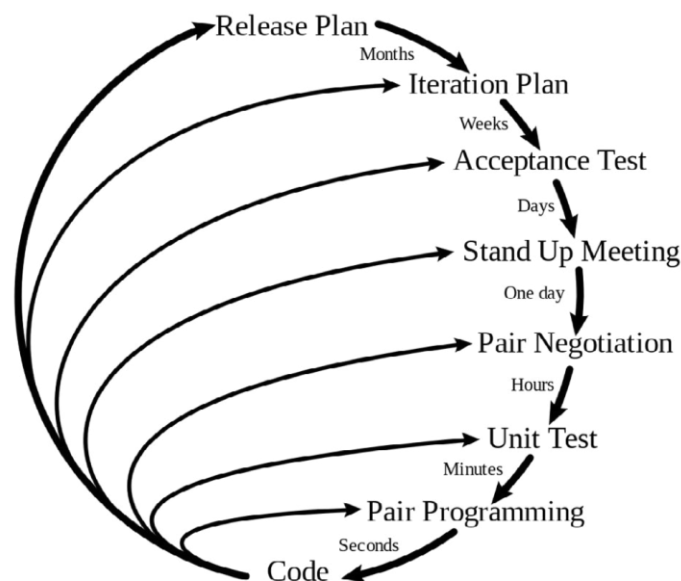 Release Plan
Months
Iteration Plan
Weeks
Acceptance Test
Days
Stand Up Meeting
One day
Pair Negotiation
Hours
Unit Test
Minutes
Pair Programming
Seconds
Code